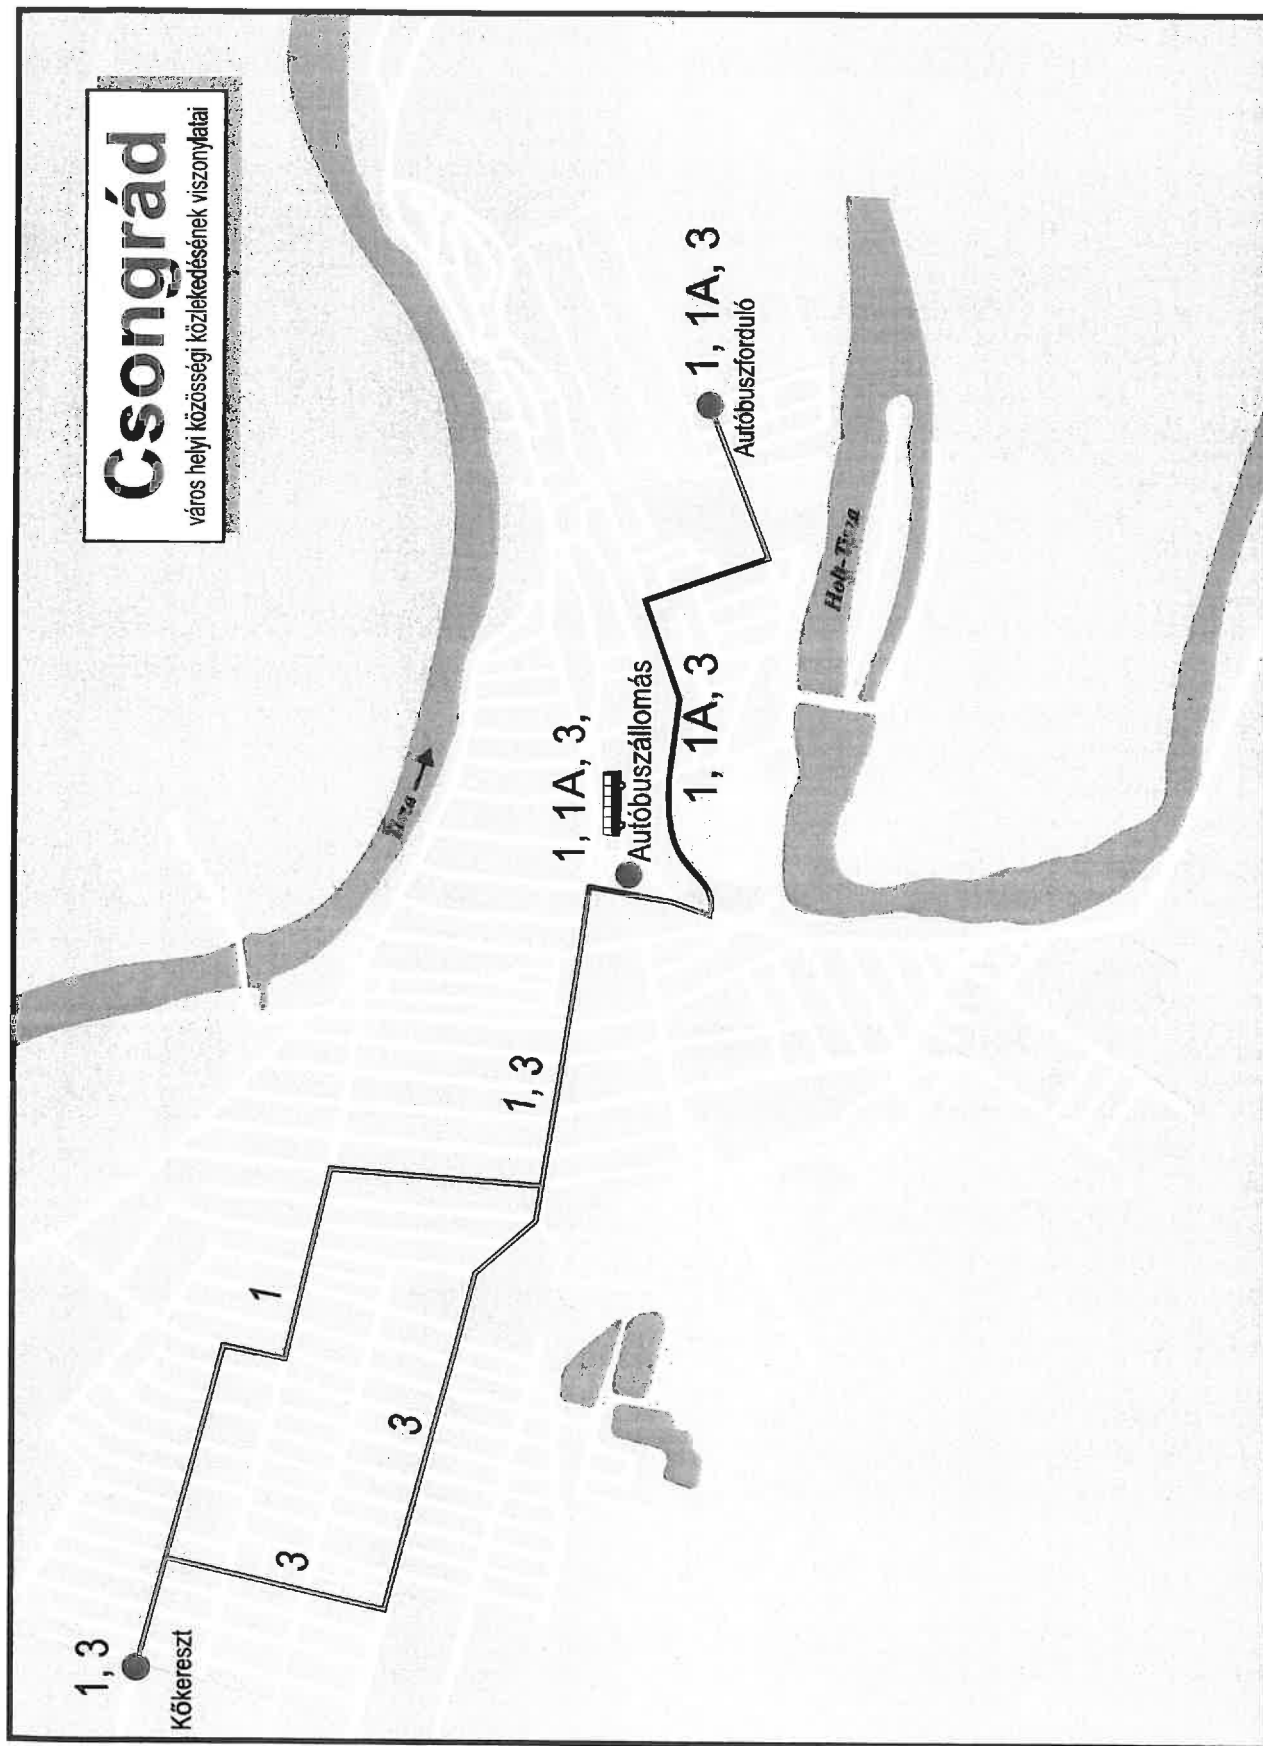 Csongrád
város helyi közösségi közlekedésének viszonylatai
1, 3
Kőkereszt
1
3
3
1, 3
Tisza
1, 1A, 3,
Autóbuszállomás
1, 1A, 3
1, 1A, 3
Autóbuszforduló
Holt-Tisza